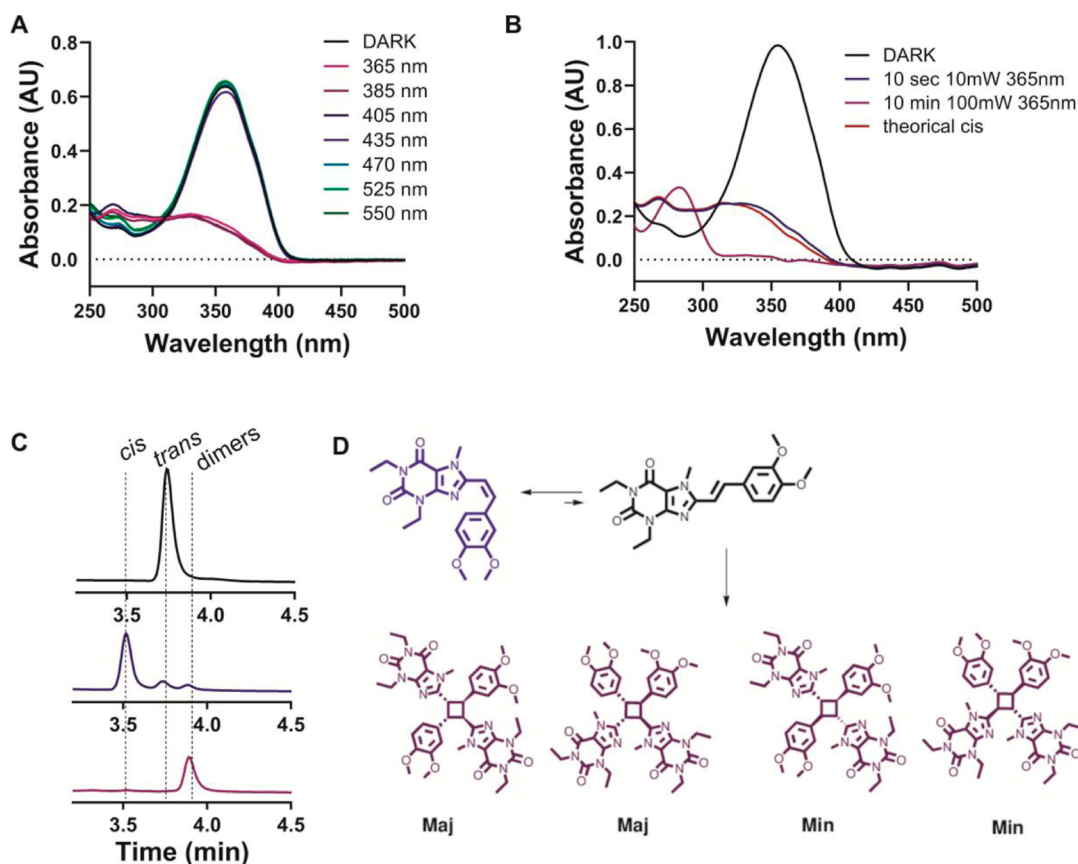 A
0.8
0.6
0.4
0.2
0.0
Absorbance (AU)
250 300 350 400 450 500
Wavelength (nm)
DARK
365 nm
385 nm
405 nm
435 nm
470 nm
525 nm
550 nm
B
1.0
0.8
0.6
0.4
0.2
0.0
Absorbance (AU)
250 300 350 400 450 500
Wavelength (nm)
DARK
10 sec 10mW 365nm
10 min 100mW 365nm
theorical cis
C
cis trans dimers
3.5 4.0 4.5
3.5 4.0 4.5
3.5 4.0 4.5
Time (min)
D
Maj Maj Min Min